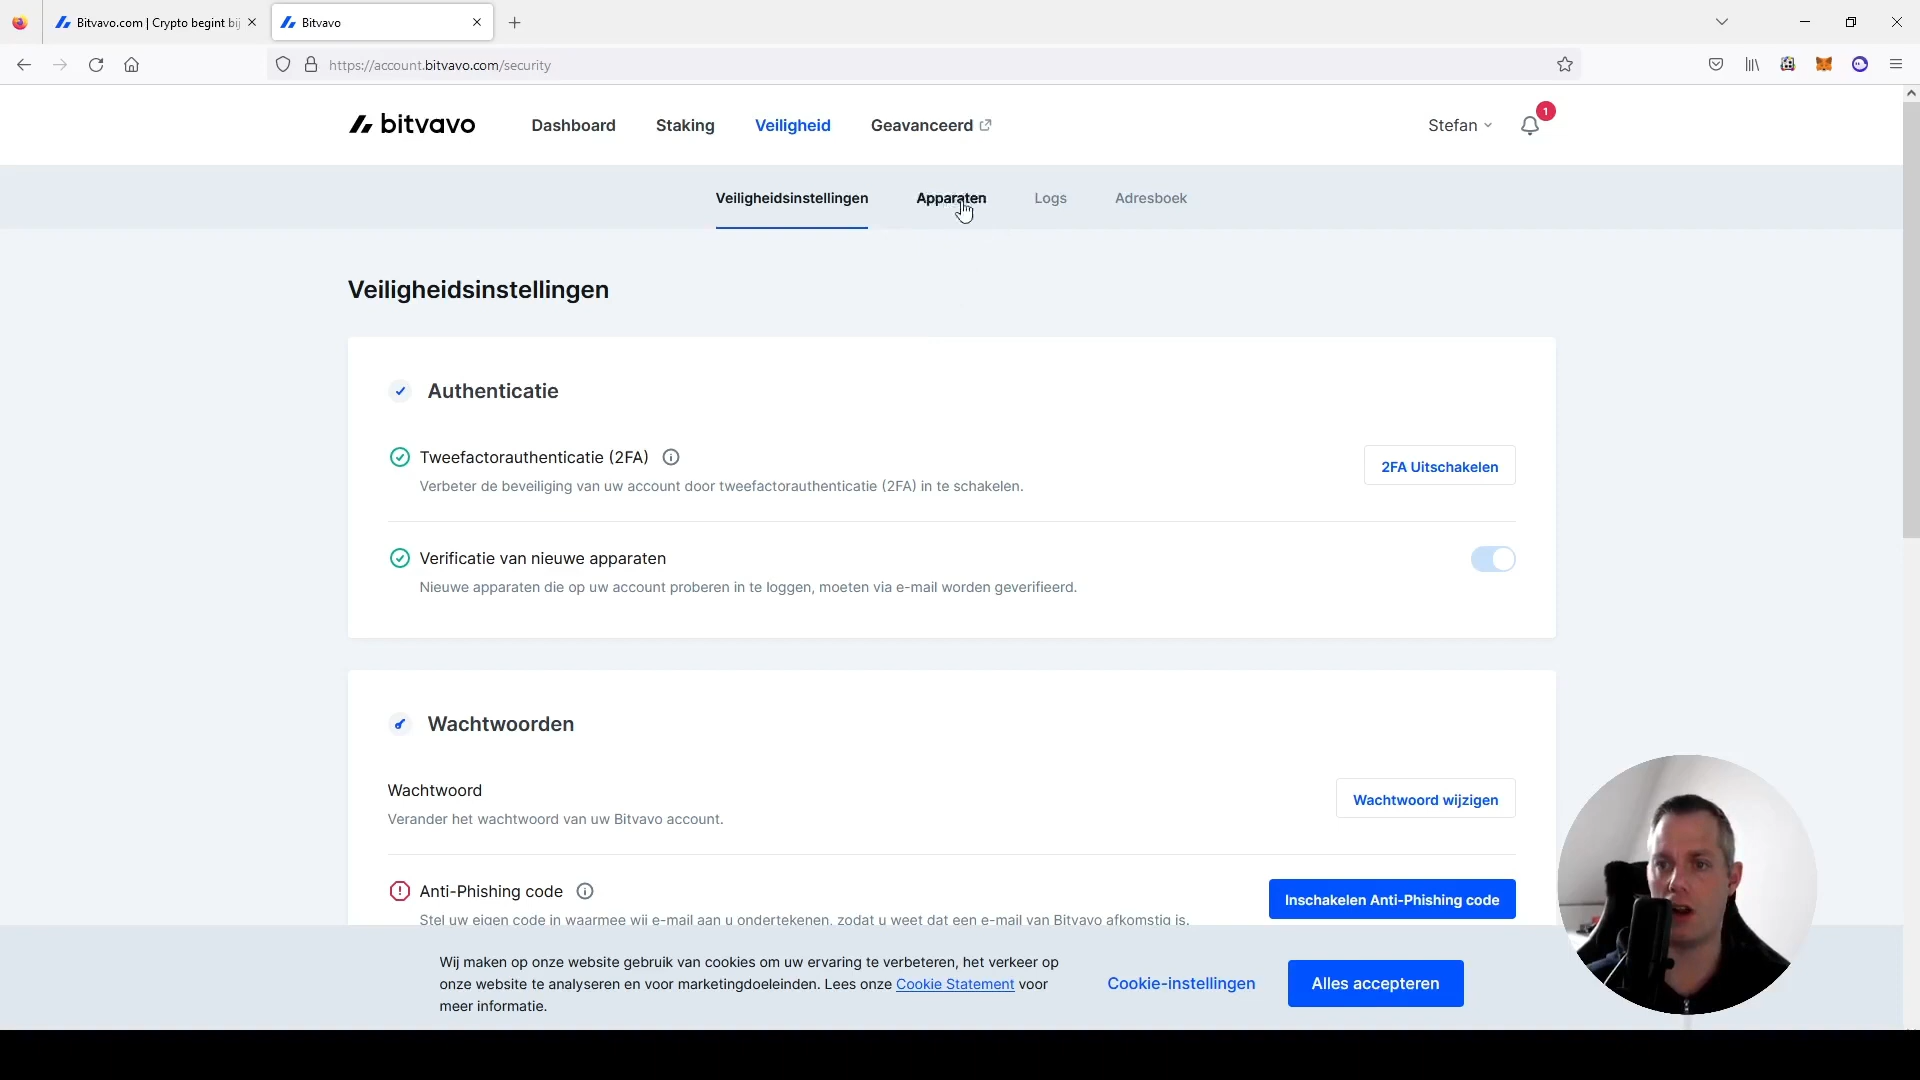 Bitvavo.com | Crypto begint bij
Bitvavo
https://account.bitvavo.com/security
bitvavo
Dashboard
Staking
Veiligheid
Geavanceerd
Stefan
1
Veiligheidsinstellingen
Apparaten
Logs
Adresboek
Veiligheidsinstellingen
Authenticatie
Tweefactorauthenticatie (2FA)
Verbeter de beveiliging van uw account door tweefactorauthenticatie (2FA) in te schakelen.
2FA Uitschakelen
Verificatie van nieuwe apparaten
Nieuwe apparaten die op uw account proberen in te loggen, moeten via e-mail worden geverifieerd.
Wachtwoorden
Wachtwoord
Verander het wachtwoord van uw Bitvavo account.
Wachtwoord wijzigen
Anti-Phishing code
Stel uw eigen code in waarmee wij e-mail aan u ondertekenen, zodat u weet dat een e-mail van Bitvavo afkomstig is.
Inschakelen Anti-Phishing code
Wij maken op onze website gebruik van cookies om uw ervaring te verbeteren, het verkeer op
onze website te analyseren en voor marketingdoeleinden. Lees onze Cookie Statement voor
meer informatie.
Cookie-instellingen
Alles accepteren